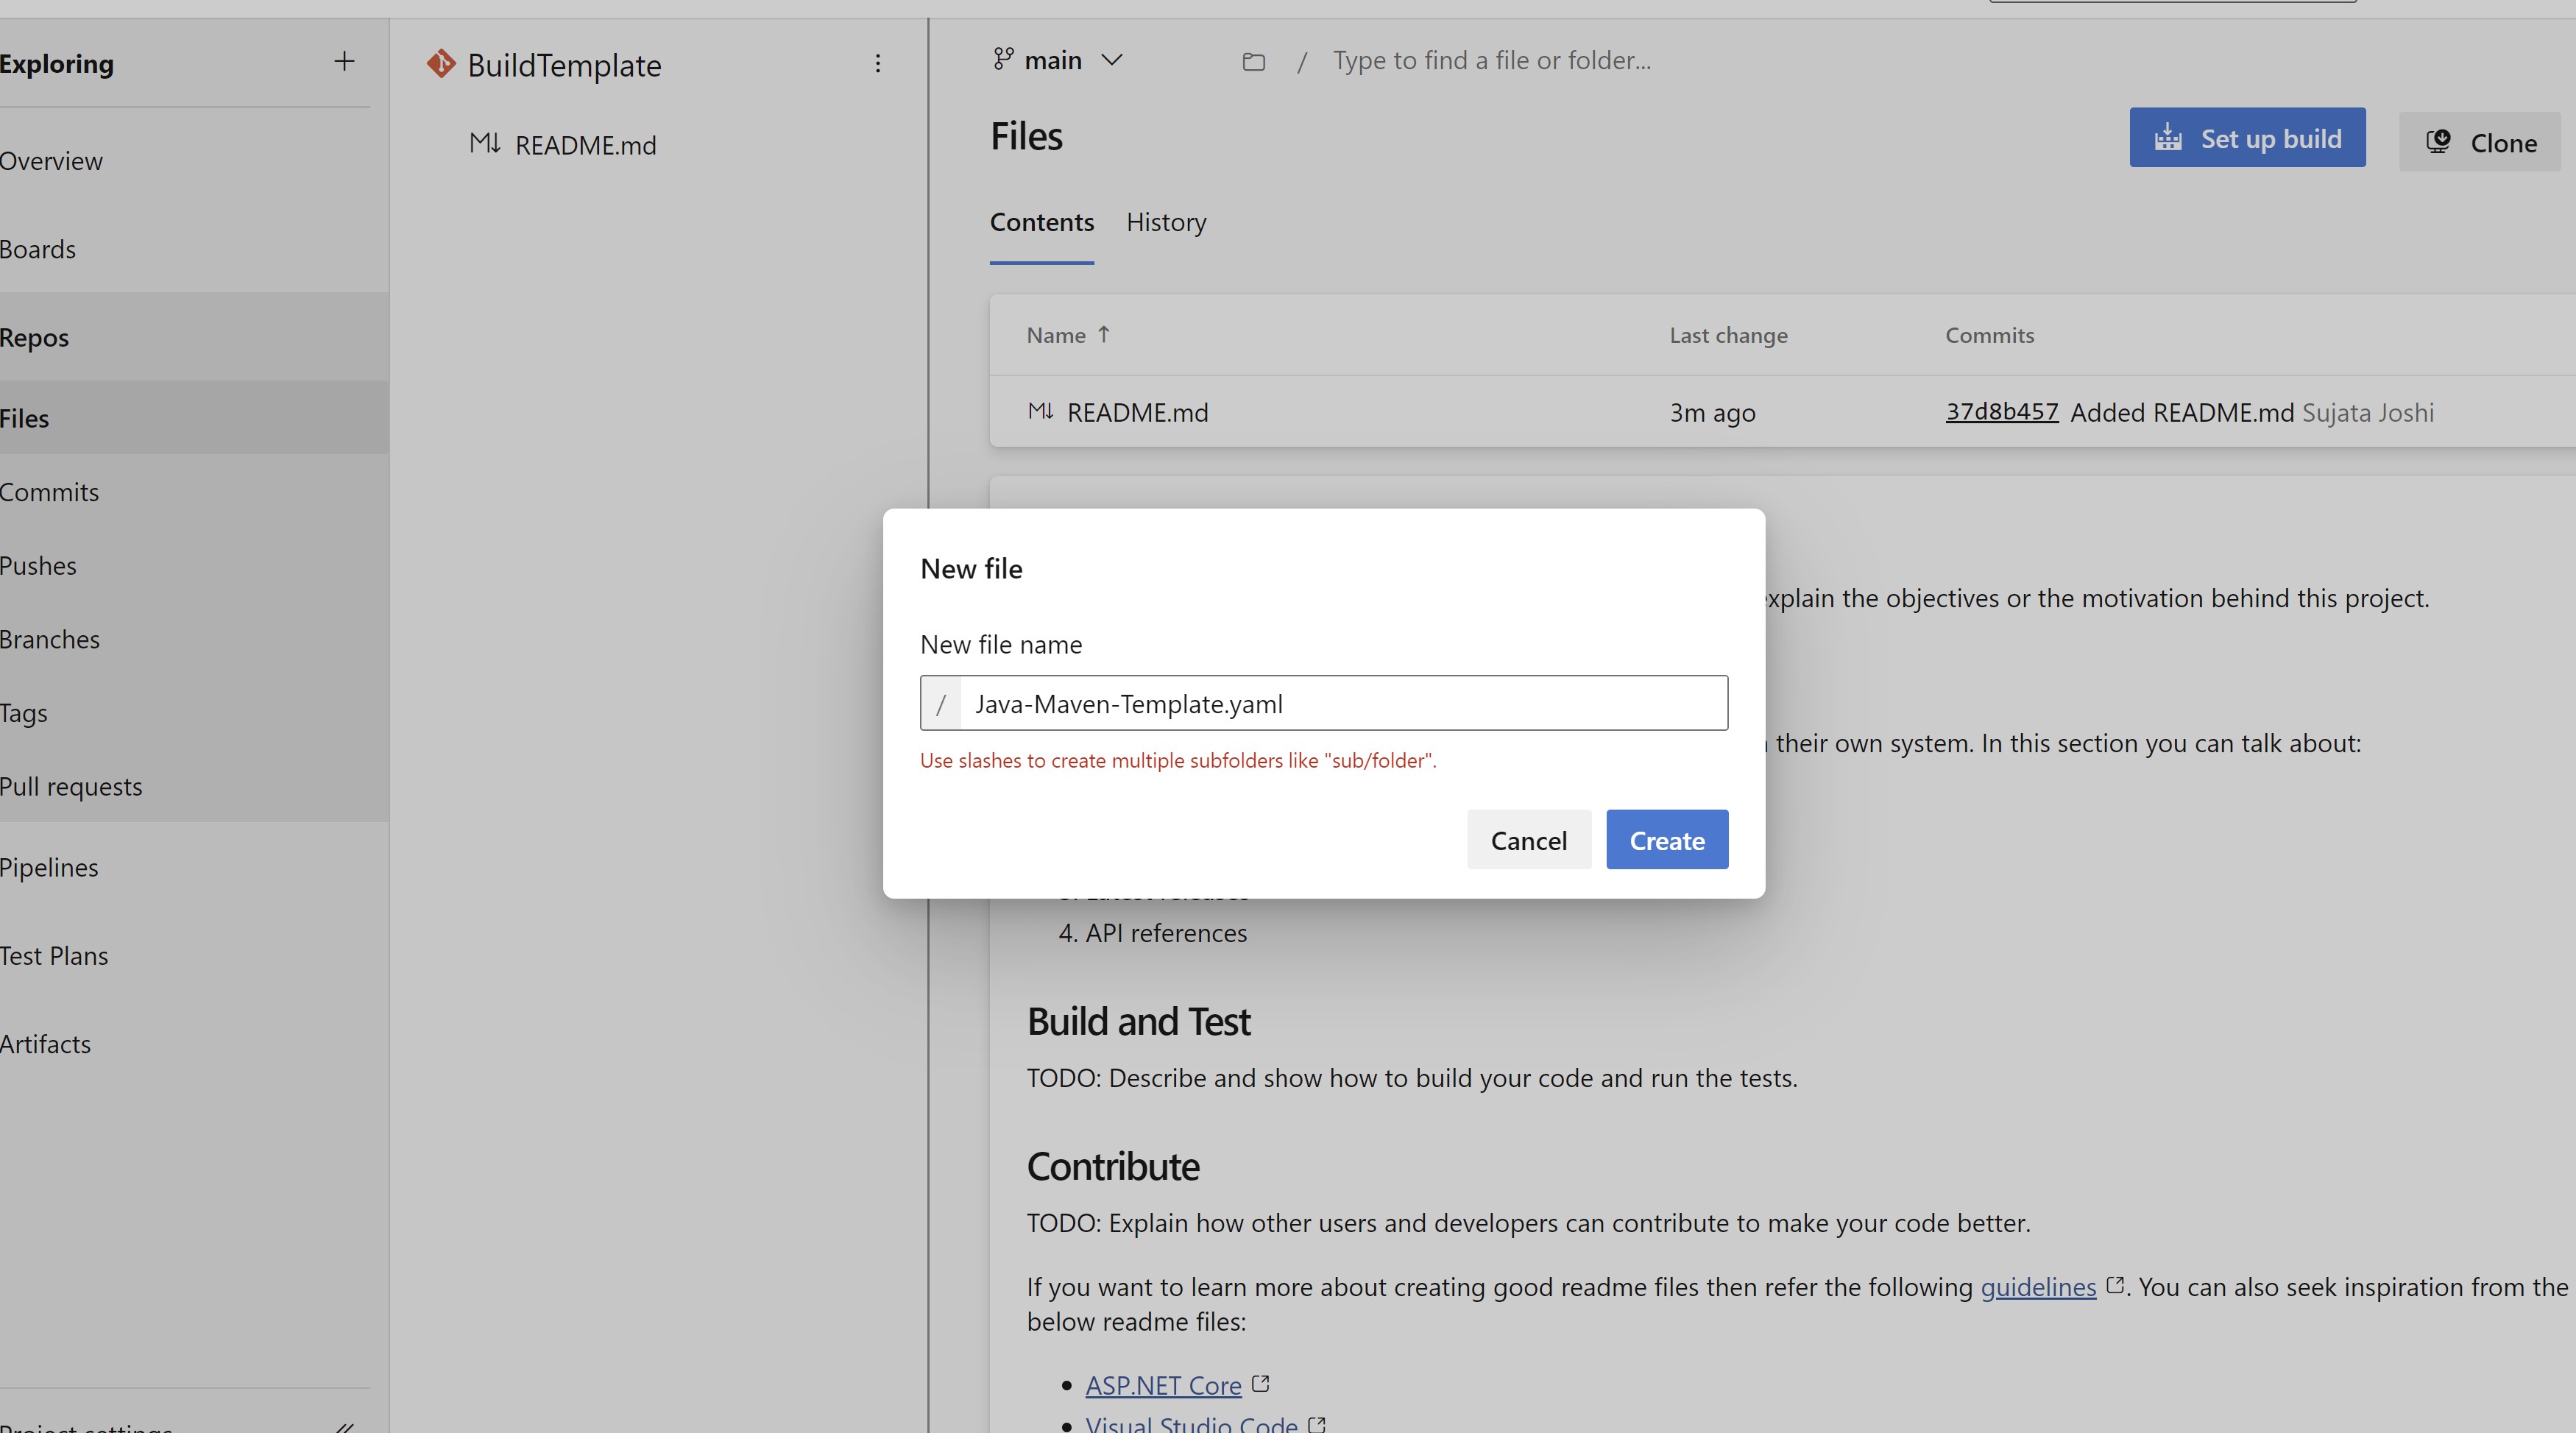 Exploring
Overview
Boards
Repos
Files
Commits
Pushes
Branches
Tags
Pull requests
Pipelines
Test Plans
Artifacts
Project settings
BuildTemplate
README.md
main
/ Type to find a file or folder...
Files
Set up build
Clone
Contents History
Name ↑ Last change Commits
README.md 3m ago 37d8b457 Added README.md Sujata Joshi
explain the objectives or the motivation behind this project.
their own system. In this section you can talk about:
New file
New file name
/ Java-Maven-Template.yaml
Use slashes to create multiple subfolders like "sub/folder".
Cancel Create
3. Latest releases
4. API references
Build and Test
TODO: Describe and show how to build your code and run the tests.
Contribute
TODO: Explain how other users and developers can contribute to make your code better.
If you want to learn more about creating good readme files then refer the following guidelines. You can also seek inspiration from the
below readme files:
• ASP.NET Core
• Visual Studio Code